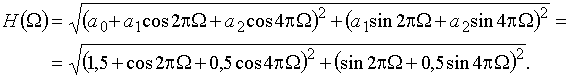 H(Ω) = √((a₀ + a₁cos 2πΩ + a₂cos 4πΩ)² + (a₁sin 2πΩ + a₂sin 4πΩ)²) =
= √((1,5 + cos 2πΩ + 0,5 cos 4πΩ)² + (sin 2πΩ + 0,5 sin 4πΩ)²).